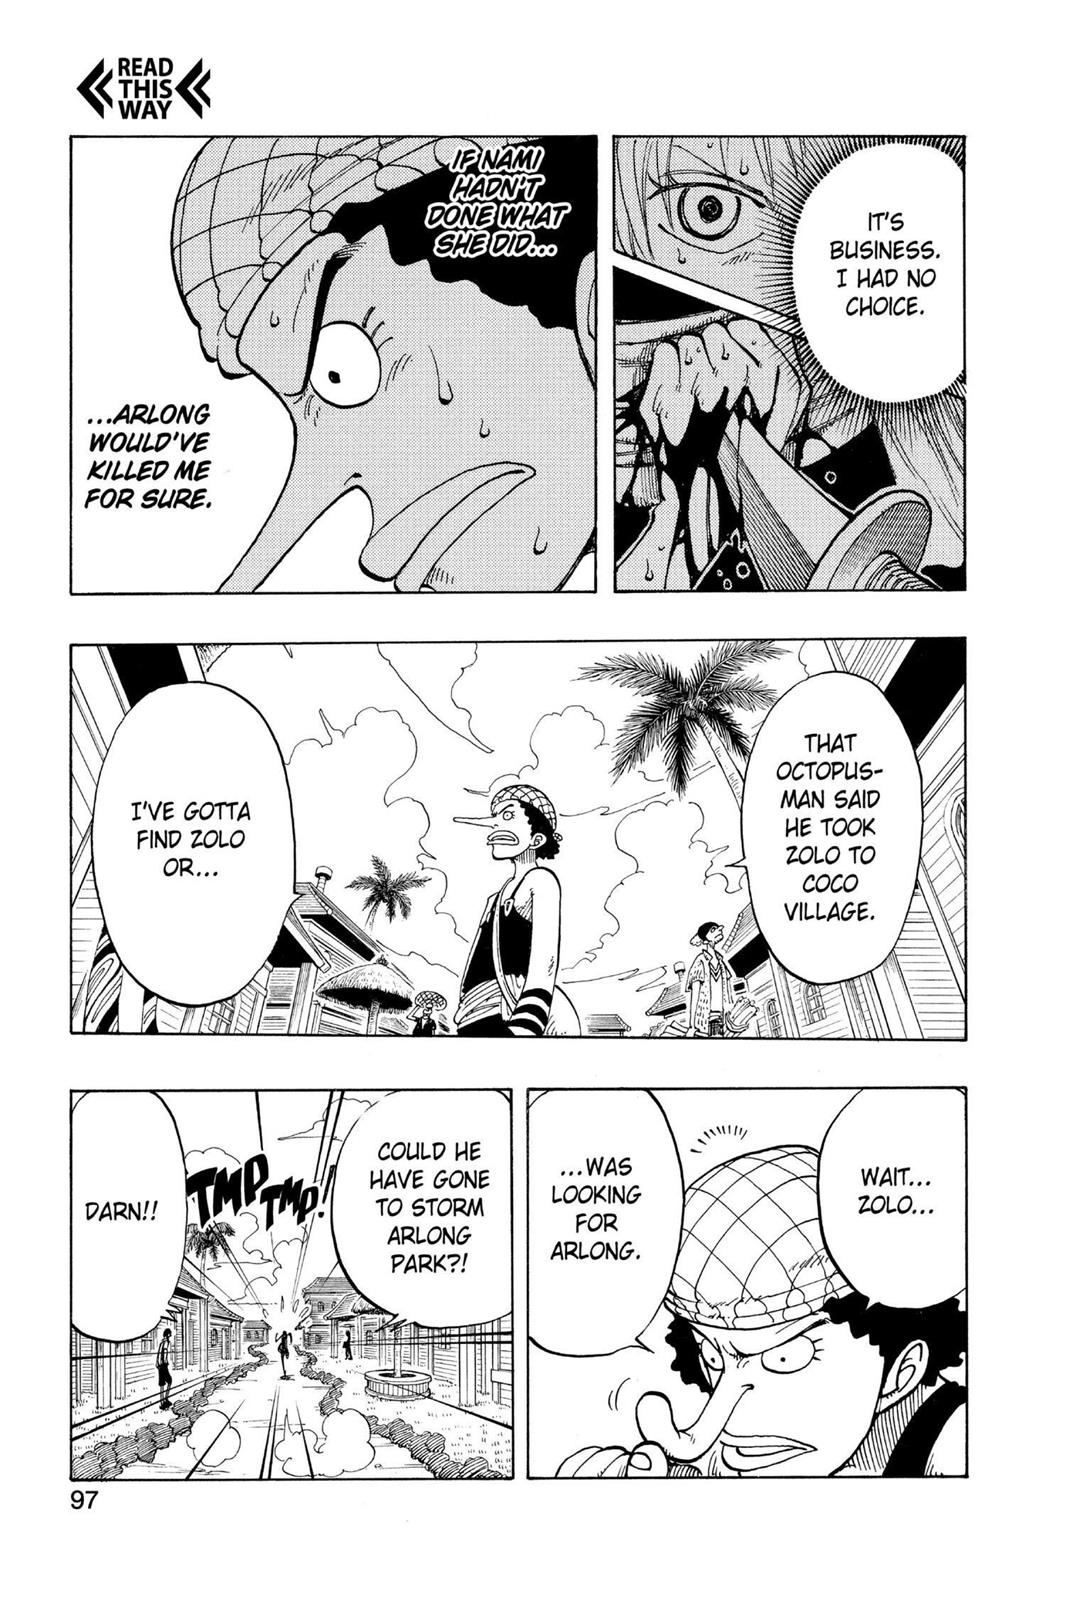 READ
THIS
WAY
IT'S
BUSINESS.
I HAD NO
CHOICE.
IF NAMI
HADN'T
DONE WHAT
SHE DID...
...ARLONG
WOULD'VE
KILLED ME
FOR SURE.
THAT
OCTOPUS-
MAN SAID
HE TOOK
ZOLO TO
COCO
VILLAGE.
I'VE GOTTA
FIND ZOLO
OR...
WAIT...
ZOLO...
...WAS
LOOKING
FOR
ARLONG.
COULD HE
HAVE GONE
TO STORM
ARLONG
PARK?!
TMP TMP!
DARN!!
97